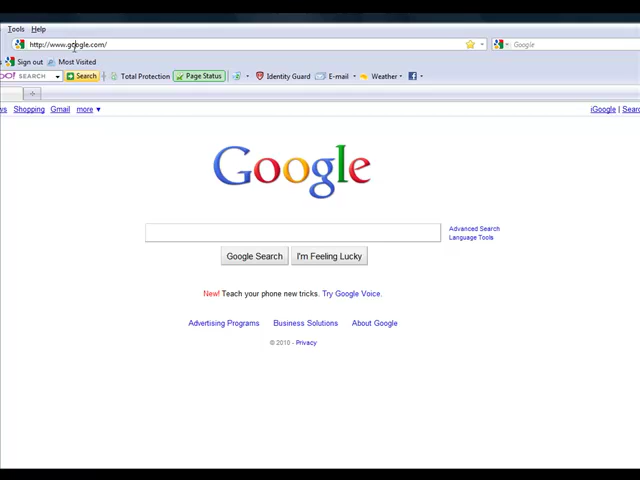 Tools Help
http://www.google.com/
Google
Sign out Most Visited
SEARCH Search Total Protection Page Status Identity Guard E-mail Weather
Shopping Gmail more ▼ iGoogle |
Google
Advanced Search
Language Tools
Google Search I'm Feeling Lucky
New! Teach your phone new tricks. Try Google Voice.
Advertising Programs Business Solutions About Google
© 2010 - Privacy